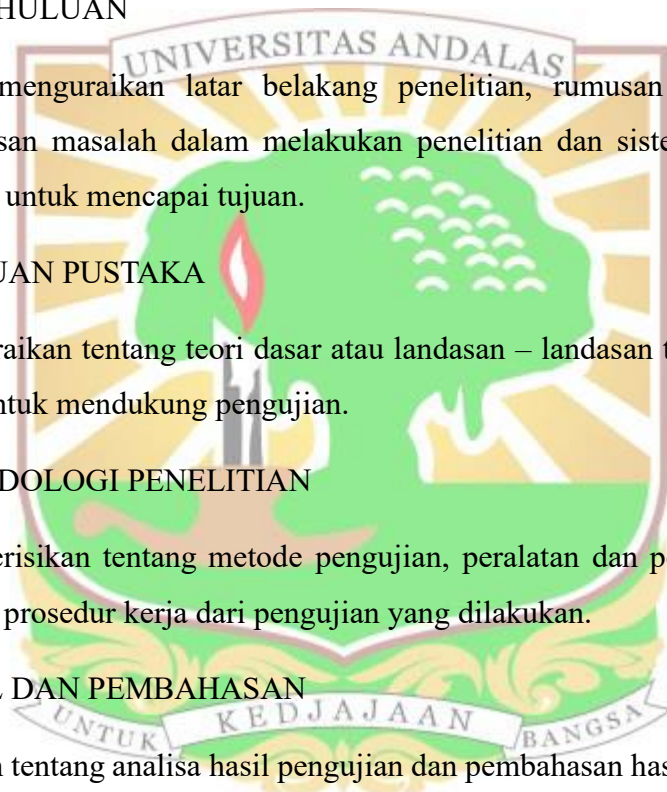 HULUAN
UNIVERSITAS ANDALAS
menguraikan latar belakang penelitian, rumusan
san masalah dalam melakukan penelitian dan siste
untuk mencapai tujuan.
UAN PUSTAKA
raikan tentang teori dasar atau landasan – landasan t
ntuk mendukung pengujian.
DOLOGI PENELITIAN
erisikan tentang metode pengujian, peralatan dan p
prosedur kerja dari pengujian yang dilakukan.
L DAN PEMBAHASAN
UNTUK KEDJAJAAN BANGSA
n tentang analisa hasil pengujian dan pembahasan has